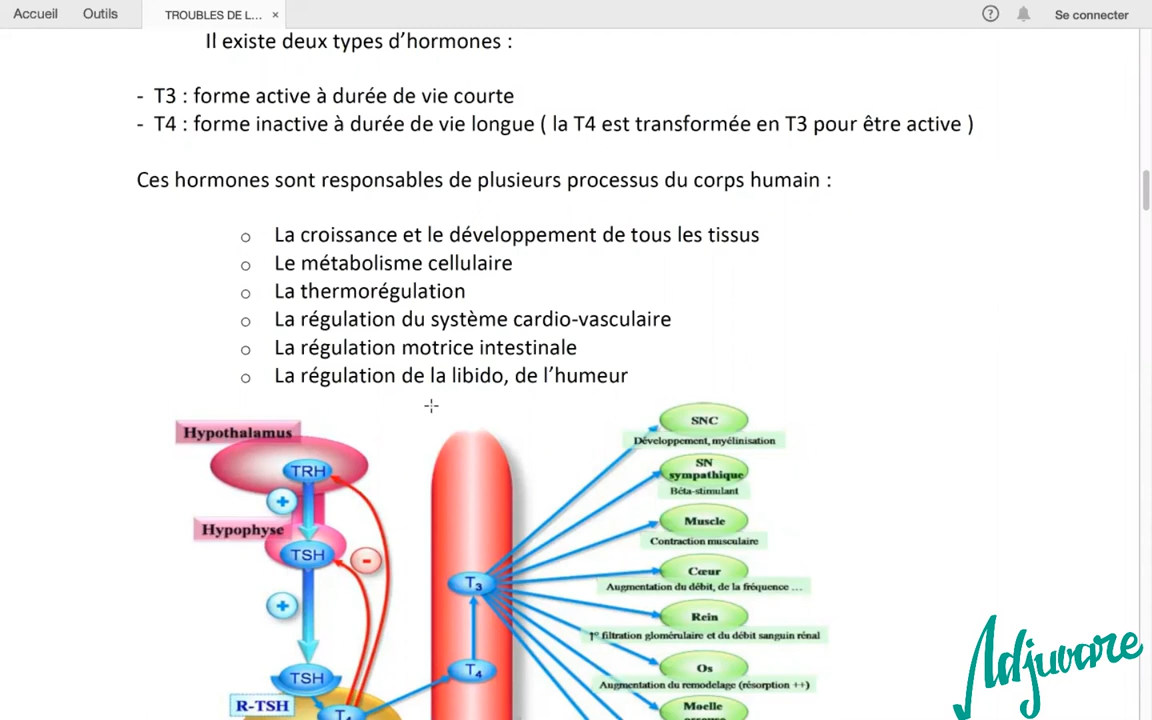 Accueil Outils TROUBLES DE L... × ? Se connecter
Il existe deux types d’hormones :
- T3 : forme active à durée de vie courte
- T4 : forme inactive à durée de vie longue ( la T4 est transformée en T3 pour être active )
Ces hormones sont responsables de plusieurs processus du corps humain :
o La croissance et le développement de tous les tissus
o Le métabolisme cellulaire
o La thermorégulation
o La régulation du système cardio-vasculaire
o La régulation motrice intestinale
o La régulation de la libido, de l’humeur
Hypothalamus
TRH
+
Hypophyse
TSH
-
+
TSH
R-TSH
T3
T4
SNC
Développement, myélinisation
SN
sympathique
Béta-stimulant
Muscle
Contraction musculaire
Cœur
Augmentation du débit, de la fréquence ...
Rein
filtration glomérulaire et du débit sanguin rénal
Os
Augmentation du remodelage (résorption ++)
Moelle
Adjuvare